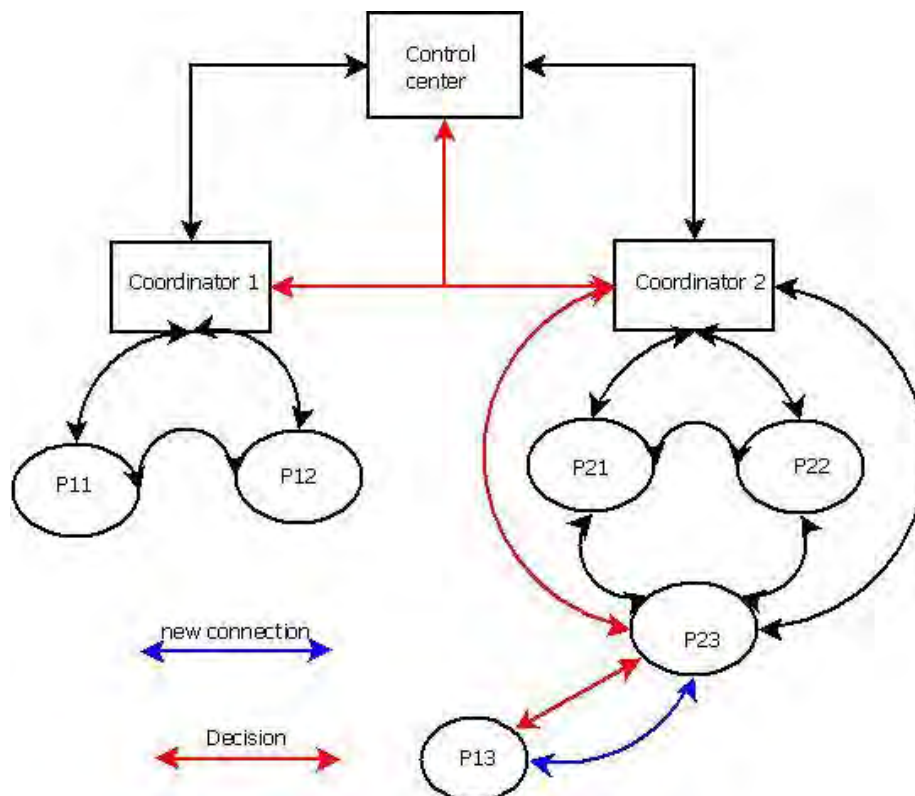 Control
center
Coordinator 1
Coordinator 2
P11
P12
P21
P22
P23
new connection
Decision
P13